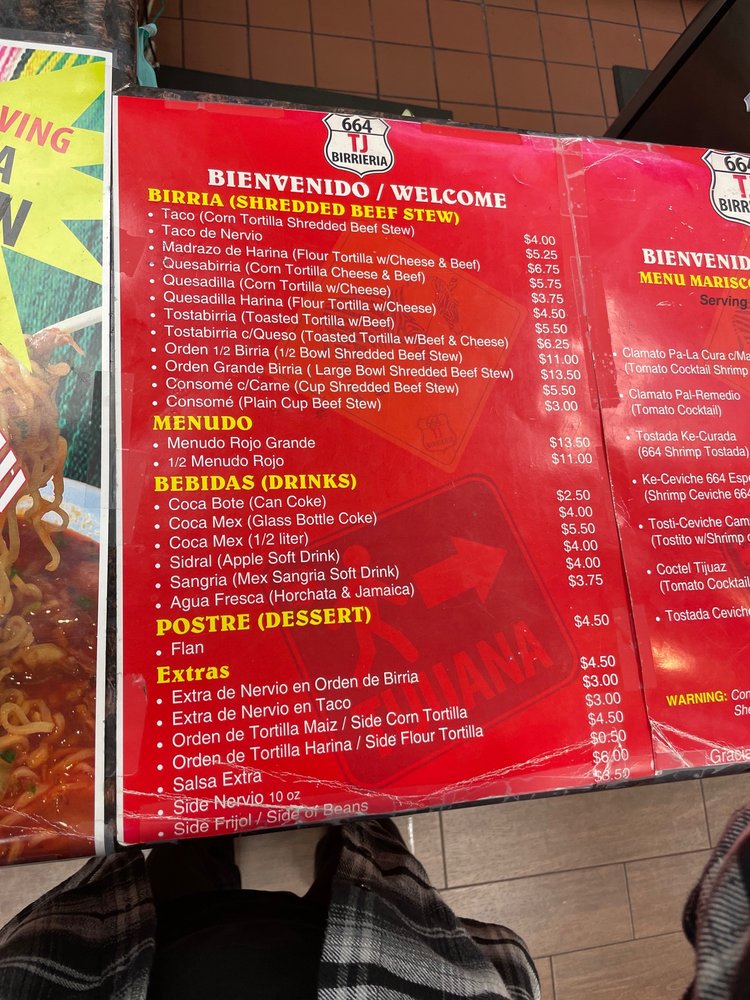 VING
A
N
664
TJ
BIRRIERIA
BIENVENIDO / WELCOME
BIRRIA (SHREDDED BEEF STEW)
• Taco (Corn Tortilla Shredded Beef Stew) $4.00
• Taco de Nervio $5.25
• Madrazo de Harina (Flour Tortilla w/Cheese & Beef) $6.75
• Quesabirria (Corn Tortilla Cheese & Beef) $5.75
• Quesadilla (Corn Tortilla w/Cheese) $3.75
• Quesadilla Harina (Flour Tortilla w/Cheese) $4.50
• Tostabirria (Toasted Tortilla w/Beef) $5.50
• Tostabirria c/Queso (Toasted Tortilla w/Beef & Cheese) $6.25
• Orden 1/2 Birria (1/2 Bowl Shredded Beef Stew) $11.00
• Orden Grande Birria ( Large Bowl Shredded Beef Stew) $13.50
• Consomé c/Carne (Cup Shredded Beef Stew) $5.50
• Consomé (Plain Cup Beef Stew) $3.00
MENUDO
• Menudo Rojo Grande $13.50
• 1/2 Menudo Rojo $11.00
BEBIDAS (DRINKS)
• Coca Bote (Can Coke) $2.50
• Coca Mex (Glass Bottle Coke) $4.00
• Coca Mex (1/2 liter) $5.50
• Sidral (Apple Soft Drink) $4.00
• Sangria (Mex Sangria Soft Drink) $4.00
• Agua Fresca (Horchata & Jamaica) $3.75
POSTRE (DESSERT)
• Flan $4.50
Extras
• Extra de Nervio en Orden de Birria $4.50
• Extra de Nervio en Taco $3.00
• Orden de Tortilla Maiz / Side Corn Tortilla $3.00
• Orden de Tortilla Harina / Side Flour Tortilla $4.50
• Salsa Extra $0.50
• Side Nervio 10 oz $6.00
• Side Frijol / Side of Beans $3.50
TIJUANA
664
T
BIRR
BIENVENID
MENU MARISCO
Serving
• Clamato Pa-La Cura c/Ma
(Tomato Cocktail Shrimp
• Clamato Pal-Remedio
(Tomato Cocktail)
• Tostada Ke-Curada
(664 Shrimp Tostada)
• Ke-Ceviche 664 Espe
(Shrimp Ceviche 664
• Tosti-Ceviche Cam
(Tostito w/Shrimp c
• Coctel Tijuaz
(Tomato Cocktail
• Tostada Ceviche
WARNING: Con
She
Gracia